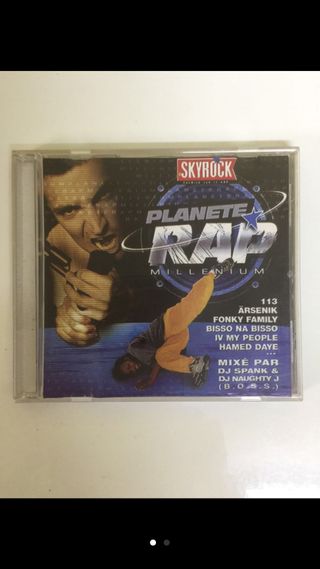 SKYROCK
PLANETE
RAP
MILLENIUM
113
ÄRSENIK
FONKY FAMILY
BISSO NA BISSO
IV MY PEOPLE
HAMED DAYE
...
MIXÉ PAR
DJ SPANK &
DJ NAUGHTY J
(B.O.S.S.)